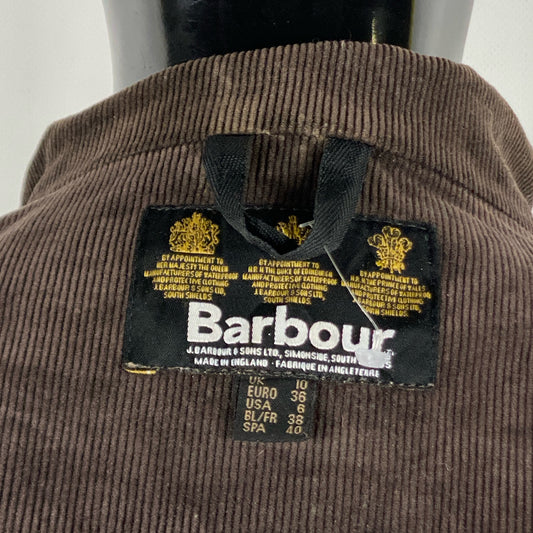 BY APPOINTMENT TO
HER MAJESTY THE QUEEN
MANUFACTURERS OF WATERPROOF
AND PROTECTIVE CLOTHING
J. BARBOUR & SONS LTD.
SOUTH SHIELDS
BY APPOINTMENT TO
H.R.H. THE DUKE OF EDINBURGH
MANUFACTURERS OF WATERPROOF
AND PROTECTIVE CLOTHING
J. BARBOUR & SONS LTD.
SOUTH SHIELDS
BY APPOINTMENT TO
H.R.H. THE PRINCE OF WALES
MANUFACTURERS OF WATERPROOF
AND PROTECTIVE CLOTHING
J. BARBOUR & SONS LTD.
SOUTH SHIELDS
Barbour
J. BARBOUR & SONS LTD., SIMONSIDE, SOUTH
MADE IN ENGLAND · FABRIQUE EN ANGLETERRE
UK 10
EURO 36
USA 6
BL/FR 38
SPA 40